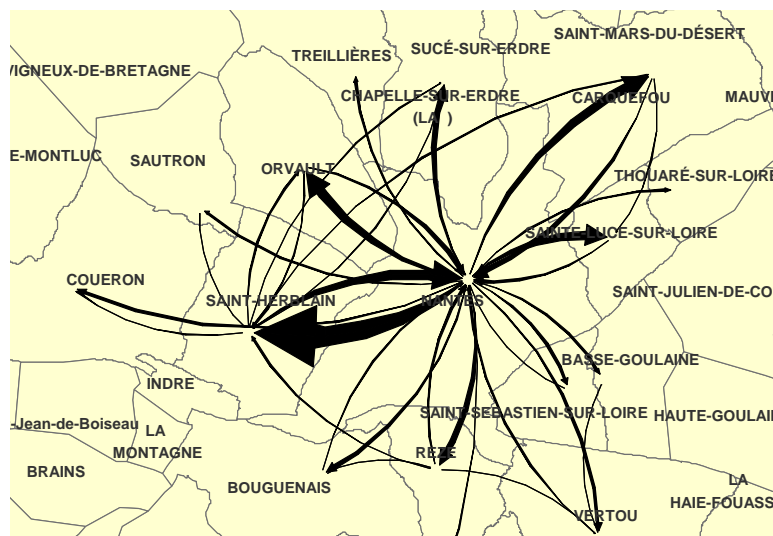 SAINT-MARS-DU-DÉSERT
SUCÉ-SUR-ERDRE
TREILLIÈRES
VIGNEUX-DE-BRETAGNE
CHAPELLE-SUR-ERDRE
(LA )
CARQUEFOU
MAUV
E-MONTLUC
SAUTRON
ORVAULT
THOUARÉ-SUR-LOIRE
SAINTE-LUCE-SUR-LOIRE
COUERON
SAINT-HERBLAIN
NANTES
SAINT-JULIEN-DE-CO
BASSE-GOULAINE
INDRE
SAINT-SEBASTIEN-SUR-LOIRE
HAUTE-GOULAI
-Jean-de-Boiseau
LA
MONTAGNE
REZE
BRAINS
BOUGUENAIS
LA
HAIE-FOUASS
VERTOU